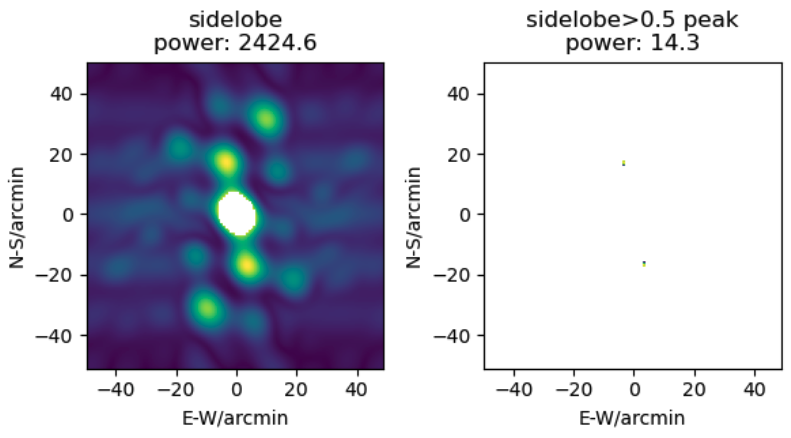 sidelobe
power: 2424.6
N-S/arcmin
40
20
0
−20
−40
−40 −20 0 20 40
E-W/arcmin
sidelobe>0.5 peak
power: 14.3
N-S/arcmin
40
20
0
−20
−40
−40 −20 0 20 40
E-W/arcmin